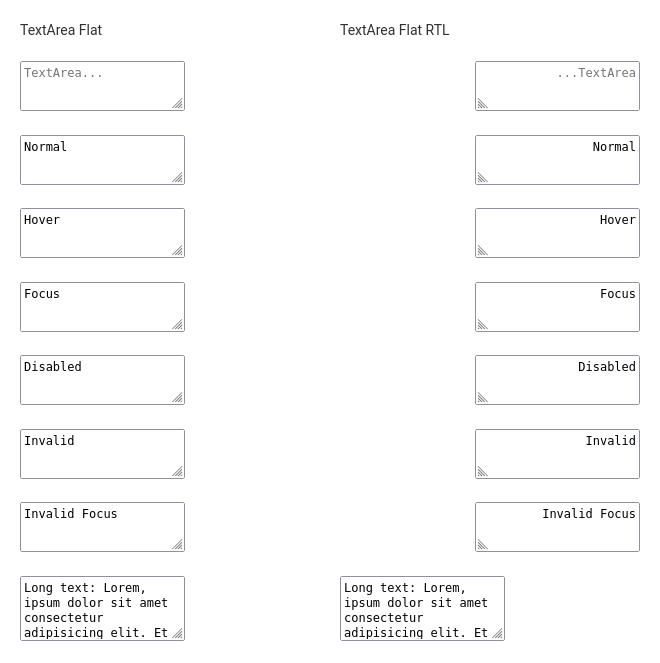 TextArea Flat
TextArea Flat RTL
TextArea...
...TextArea
Normal
Normal
Hover
Hover
Focus
Focus
Disabled
Disabled
Invalid
Invalid
Invalid Focus
Invalid Focus
Long text: Lorem,
ipsum dolor sit amet
consectetur
adipisicing elit. Et
Long text: Lorem,
ipsum dolor sit amet
consectetur
adipisicing elit. Et